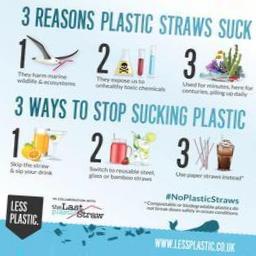 3 REASONS PLASTIC STRAWS SUCK
1
2
3
They harm marine
wildlife & ecosystems
They expose us to
unhealthy toxic chemicals
Used for minutes, here for
centuries, piling up daily
3 WAYS TO STOP SUCKING PLASTIC
1
2
3
Skip the straw
& sip your drink
Switch to reusable steel,
glass or bamboo straws
Use paper straws instead*
LESS
PLASTIC.
IN COLLABORATION WITH
the Last
plastic Straw
#NoPlasticStraws
* Compostable or biodegradable plastics do
not break down safely in ocean conditions
WWW.LESSPLASTIC.CO.UK